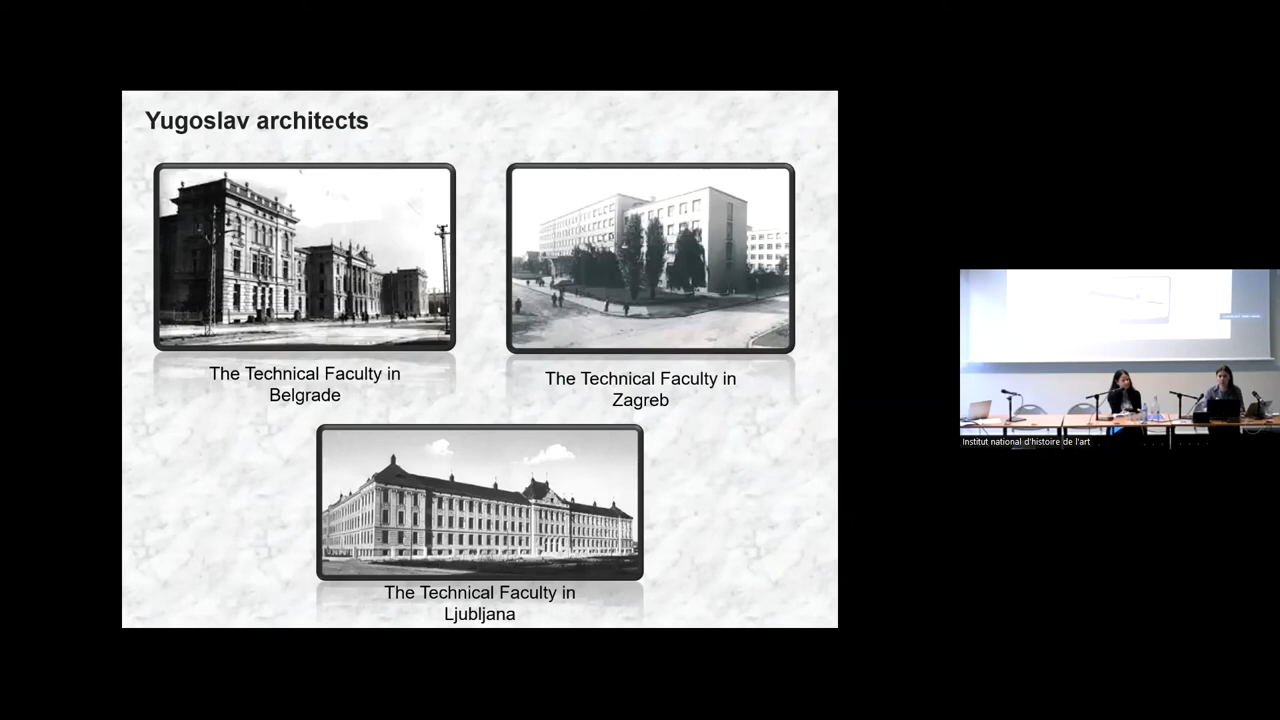 Yugoslav architects
The Technical Faculty in
Belgrade
The Technical Faculty in
Zagreb
The Technical Faculty in
Ljubljana
Institut national d'histoire de l'art